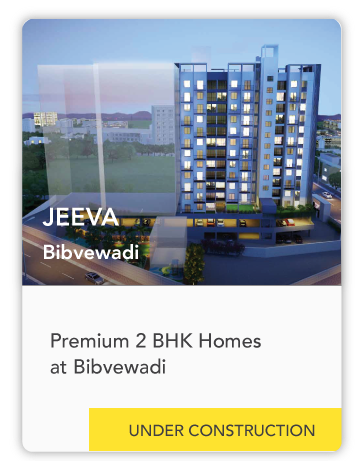 JEEVA
Bibvewadi
Premium 2 BHK Homes
at Bibvewadi
UNDER CONSTRUCTION